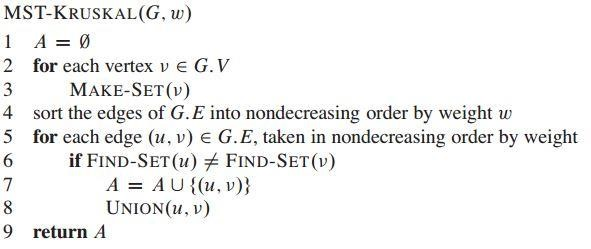 MST-KRUSKAL(G, w)
1 A = ∅
2 for each vertex v ∈ G.V
3 MAKE-SET(v)
4 sort the edges of G.E into nondecreasing order by weight w
5 for each edge (u, v) ∈ G.E, taken in nondecreasing order by weight
6 if FIND-SET(u) ≠ FIND-SET(v)
7 A = A ∪ {(u, v)}
8 UNION(u, v)
9 return A